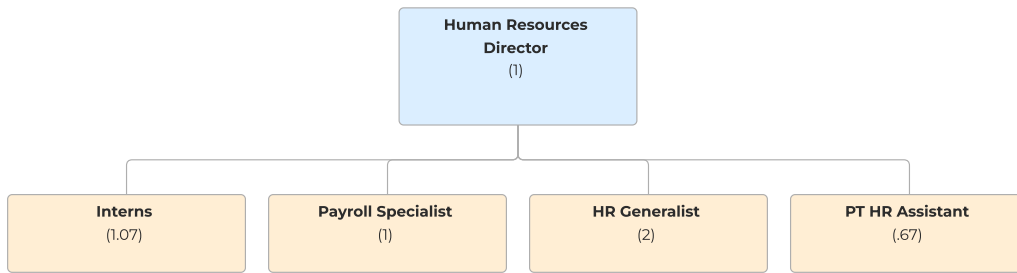 Human Resources
Director
(1)
Interns
(1.07)
Payroll Specialist
(1)
HR Generalist
(2)
PT HR Assistant
(.67)